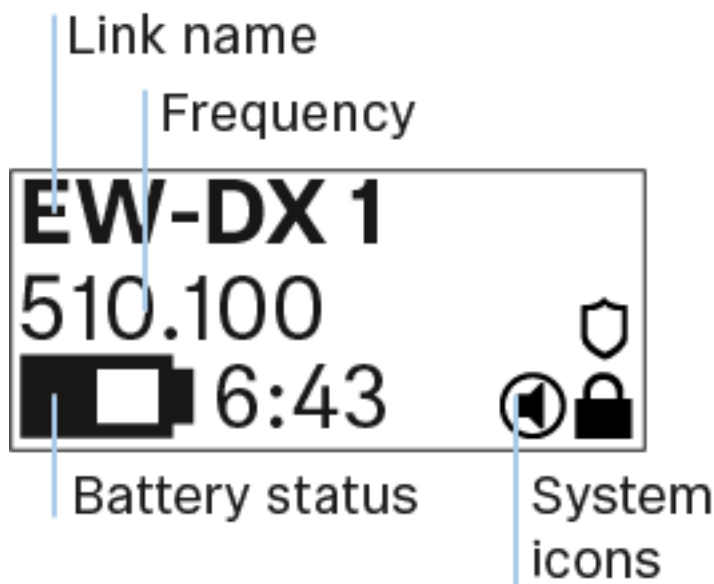 Link name
Frequency
EW-DX 1
510.100
6:43
Battery status
System
icons